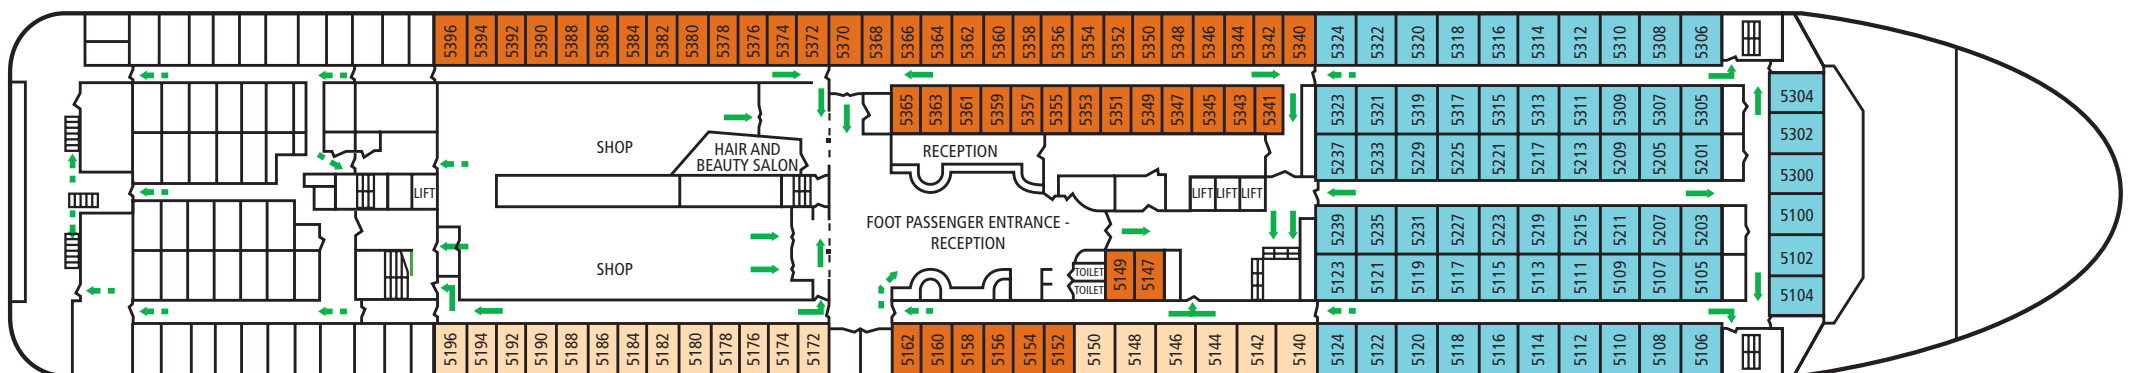 5396 5394 5392 5390 5388 5386 5384 5382 5380 5378 5376 5374 5372 5370 5368 5366 5364 5362 5360 5358 5356 5354 5352 5350 5348 5346 5344 5342 5340 5324 5322 5320 5318 5316 5314 5312 5310 5308 5306
5365 5363 5361 5359 5357 5355 5353 5351 5349 5347 5345 5343 5341 5323 5321 5319 5317 5315 5313 5311 5309 5307 5305
5304
5302
5300
5100
5102
5104
SHOP
HAIR AND
BEAUTY SALON
RECEPTION
5237 5233 5229 5225 5221 5217 5213 5209 5205 5201
LIFT
LIFT LIFT LIFT
FOOT PASSENGER ENTRANCE -
RECEPTION
5239 5235 5231 5227 5223 5219 5215 5211 5207 5203
SHOP
TOILET
TOILET
5149 5147
5123 5121 5119 5117 5115 5113 5111 5109 5107 5105
5196 5194 5192 5190 5188 5186 5184 5182 5180 5178 5176 5174 5172 5162 5160 5158 5156 5154 5152 5150 5148 5146 5144 5142 5140 5124 5122 5120 5118 5116 5114 5112 5110 5108 5106